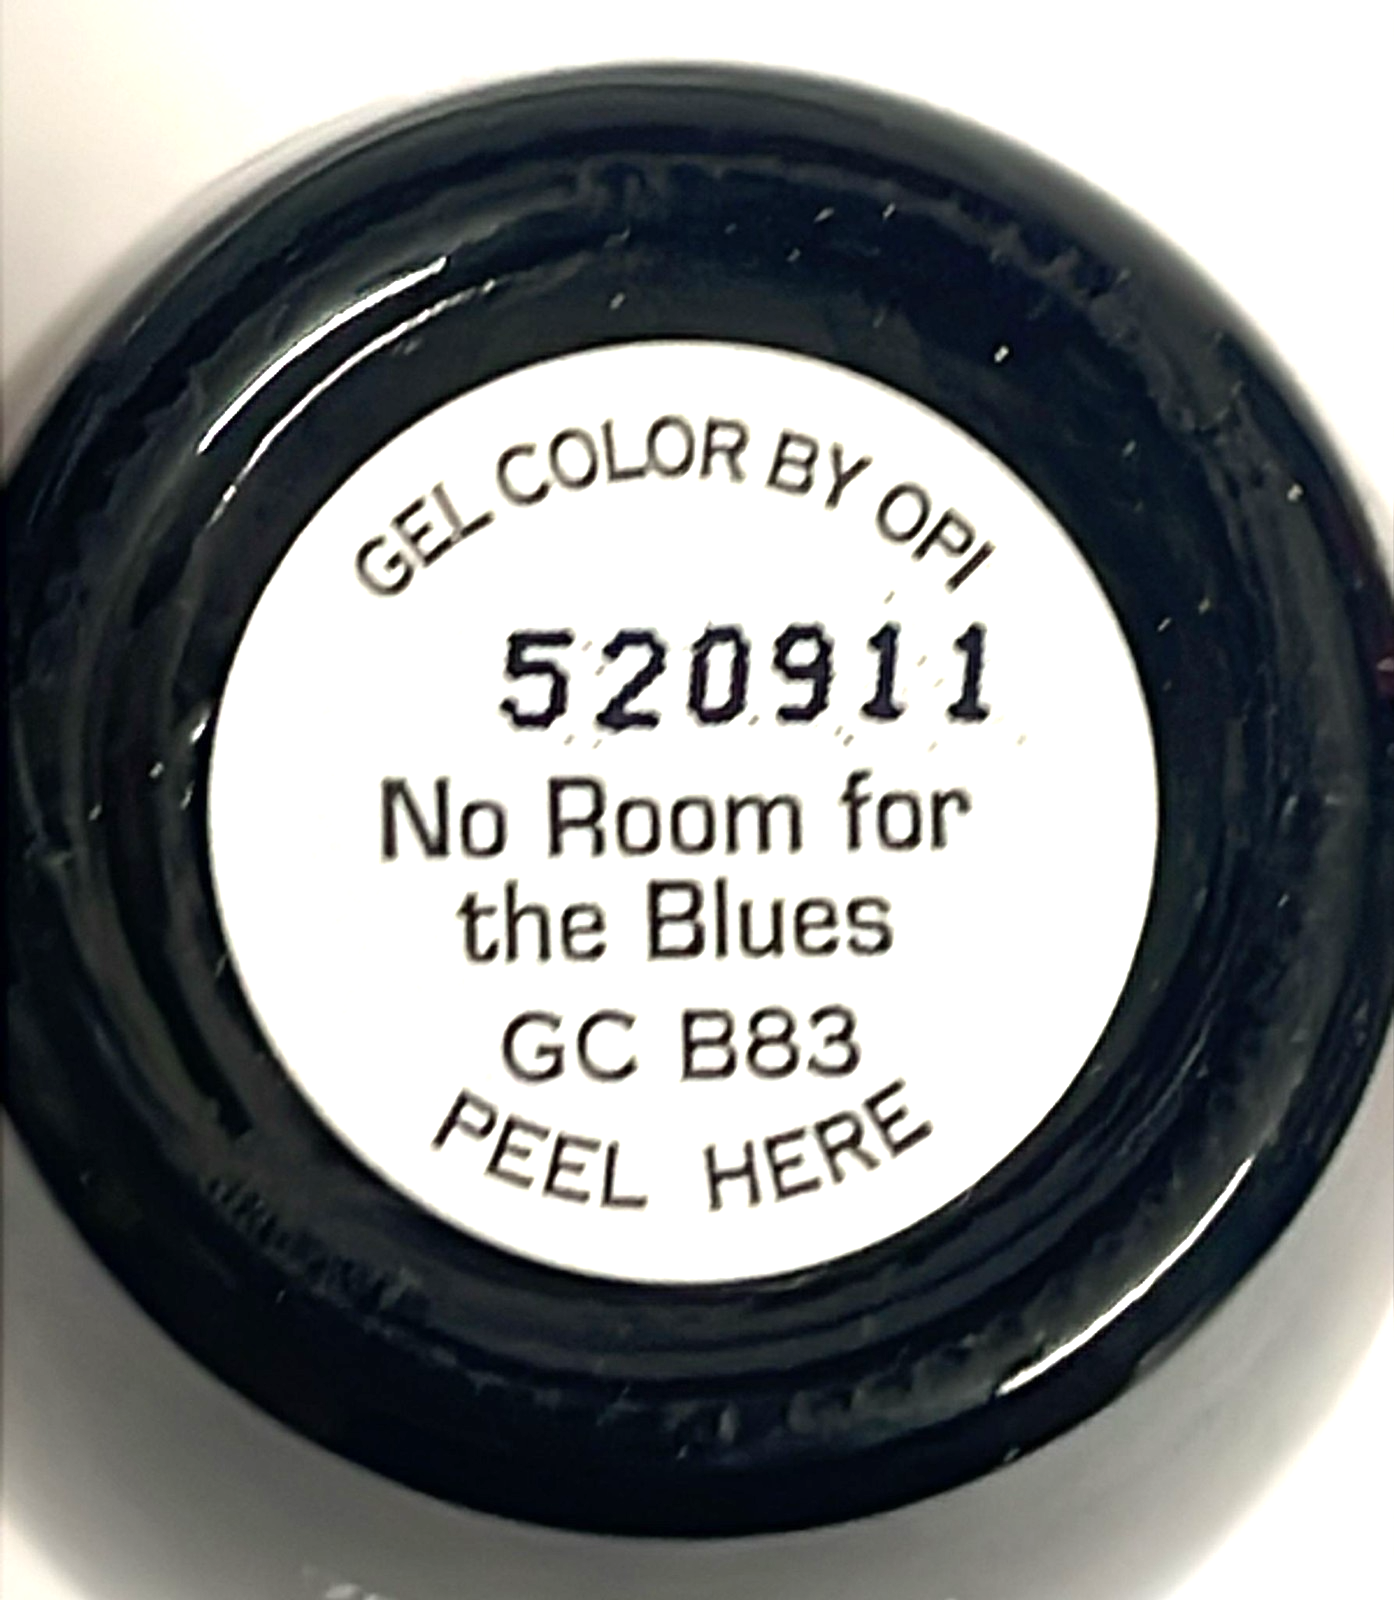 GEL COLOR BY OPI
520911
No Room for
the Blues
GC B83
PEEL HERE